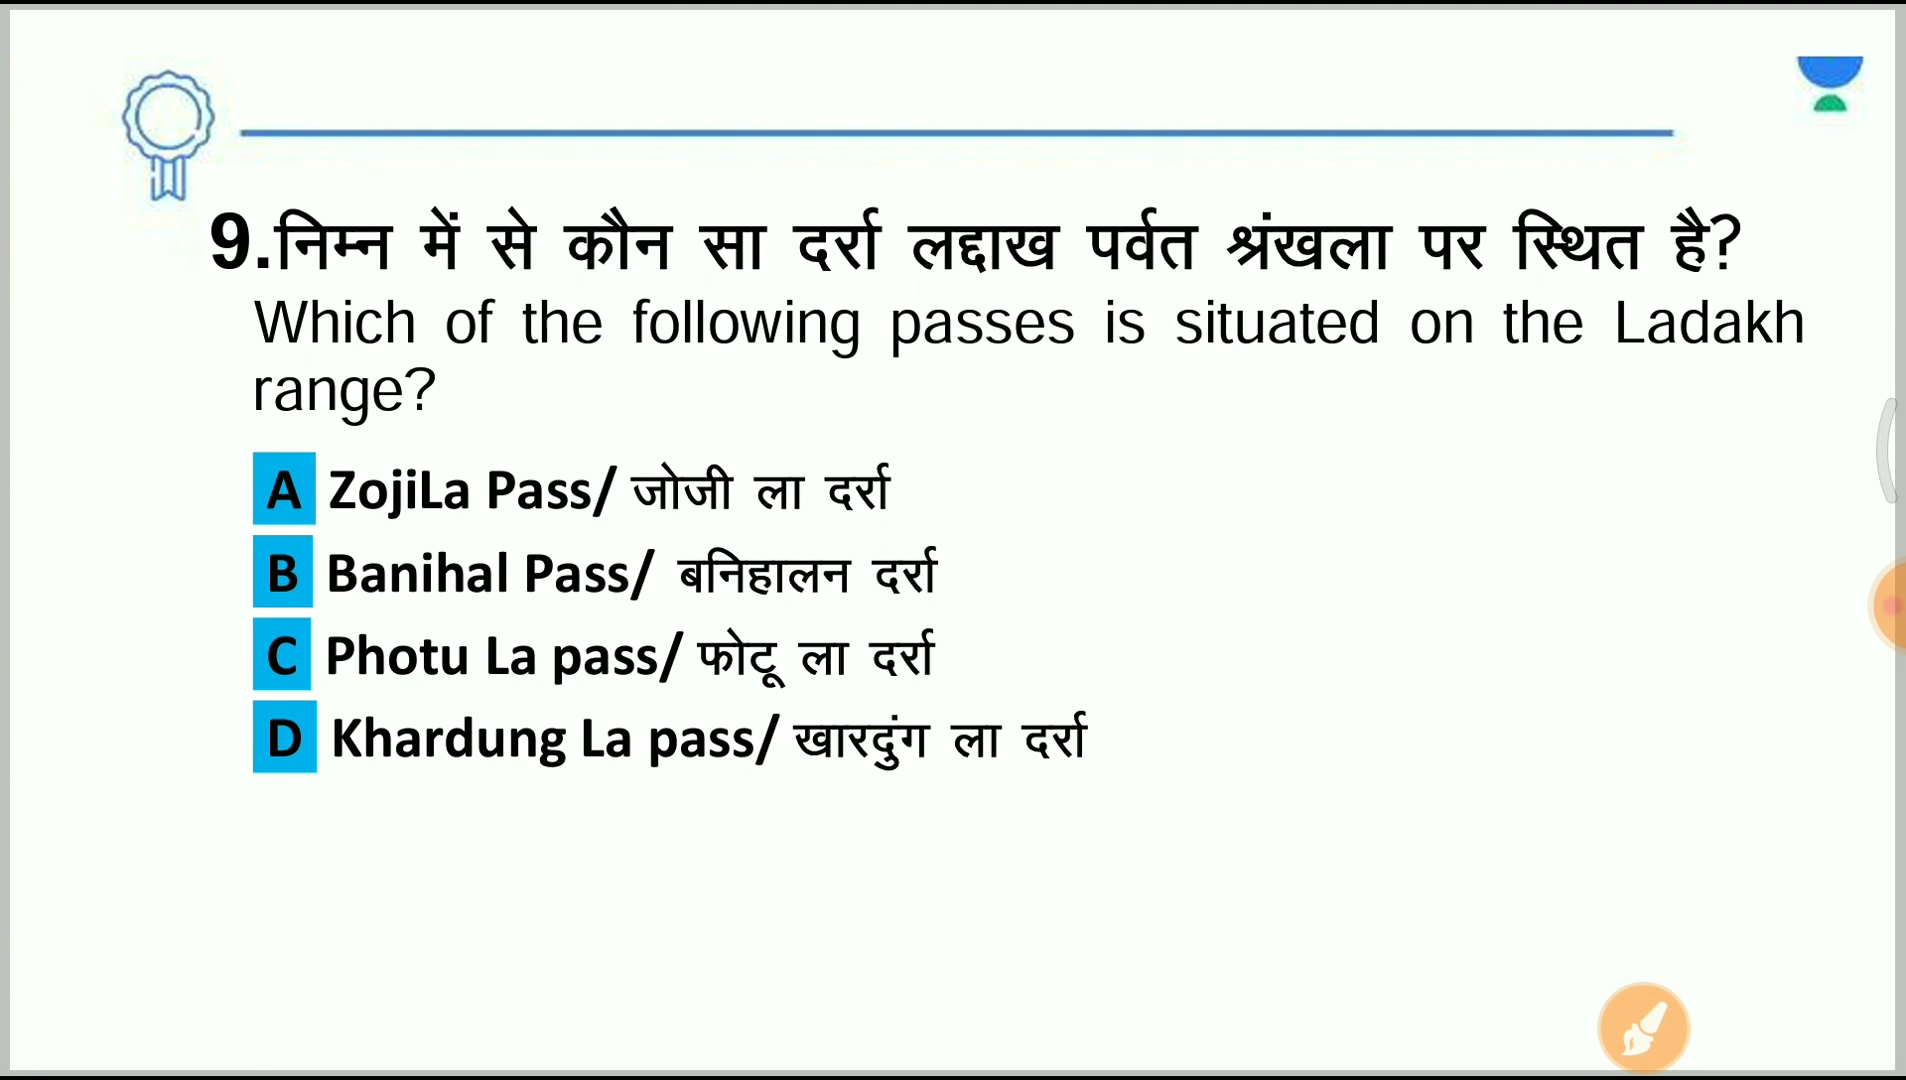 9.निम्न में से कौन सा दर्रा लद्दाख पर्वत श्रंखला पर स्थित है?
Which of the following passes is situated on the Ladakh
range?
A ZojiLa Pass/ जोजी ला दर्रा
B Banihal Pass/ बनिहालन दर्रा
C Photu La pass/ फोटू ला दर्रा
D Khardung La pass/ खारदुंग ला दर्रा